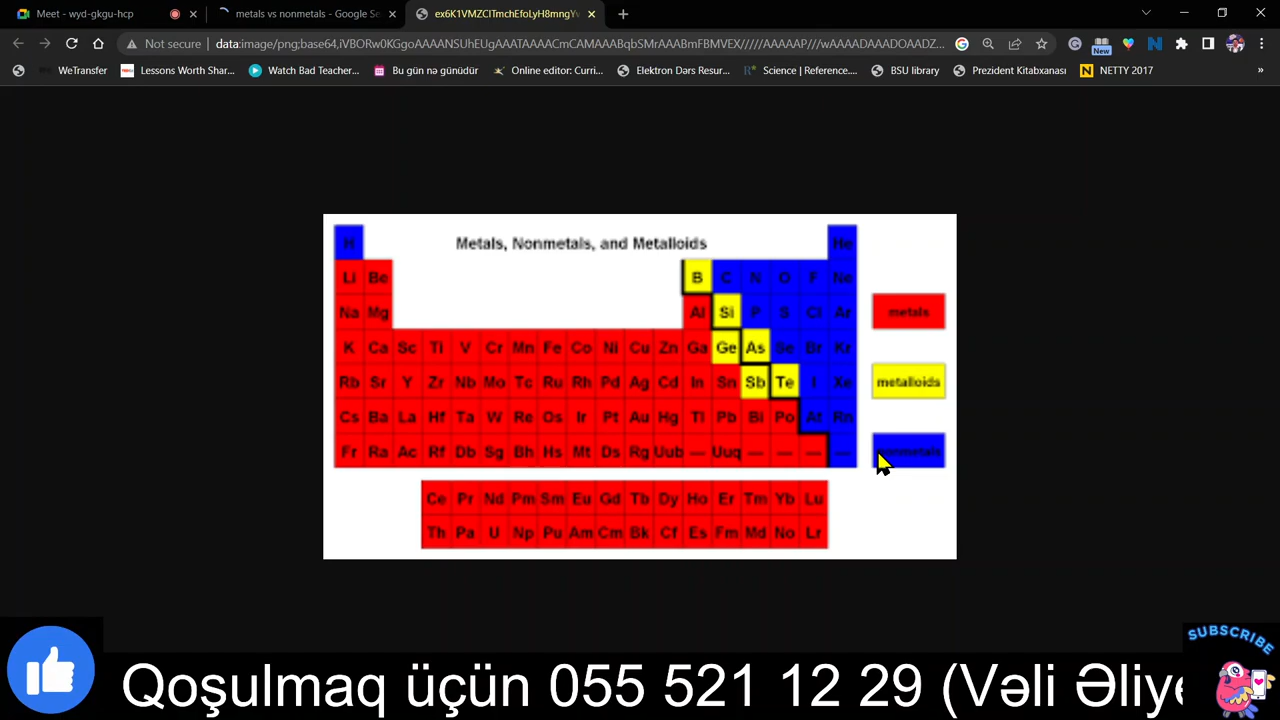 Meet - wyd-gkgu-hcp
metals vs nonmetals - Google Se
ex6K1VMZCITmchEfoLyH8mngYv
Not secure | data:image/png;base64,iVBORw0KGgoAAAANSUhEUgAAATAAAACmCAMAAABqbSMrAAABmFBMVEX/////AAAAAP///wAAAADAAADOAADZ...
WeTransfer
Lessons Worth Shar...
Watch Bad Teacher...
Bu gün nə günüdür
Online editor: Curri...
Elektron Dars Resur...
Science | Reference....
BSU library
Prezident Kitabxanası
NETTY 2017
»
New
Metals, Nonmetals, and Metalloids
H He
Li Be B C N O F Ne
Na Mg Al Si P S Cl Ar
K Ca Sc Ti V Cr Mn Fe Co Ni Cu Zn Ga Ge As Se Br Kr
Rb Sr Y Zr Nb Mo Tc Ru Rh Pd Ag Cd In Sn Sb Te I Xe
Cs Ba La Hf Ta W Re Os Ir Pt Au Hg Tl Pb Bi Po At Rn
Fr Ra Ac Rf Db Sg Bh Hs Mt Ds Rg Uub — Uuq — — — —
Ce Pr Nd Pm Sm Eu Gd Tb Dy Ho Er Tm Yb Lu
Th Pa U Np Pu Am Cm Bk Cf Es Fm Md No Lr
metals
metalloids
nonmetals
Qoşulmaq üçün 055 521 12 29 (Vəli Əliye
SUBSCRIBE